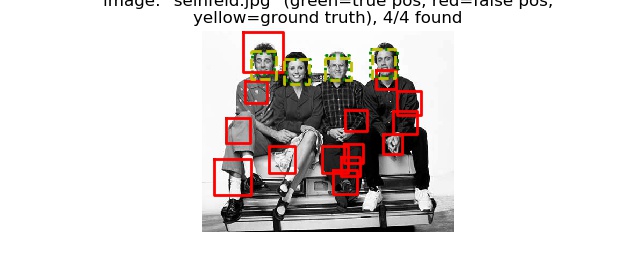 image: "seinfeld.jpg" (green=true pos, red=false pos,
yellow=ground truth), 4/4 found